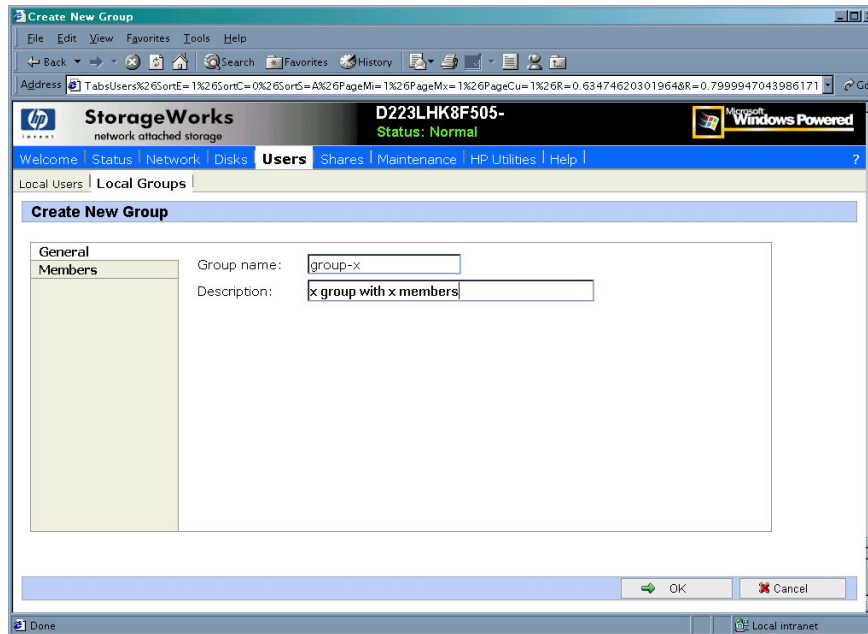 Create New Group
File Edit View Favorites Tools Help
Back Search Favorites History
Address TabsUsers%26SortE=1%26SortC=0%26SortS=A%26PageMi=1%26PageMx=1%26PageCu=1%26R=0.63474620301964&R=0.7999947043986171 Go
hp StorageWorks D223LHK8F505- Microsoft
invent network attached storage Status: Normal Windows Powered
Welcome Status Network Disks Users Shares Maintenance HP Utilities Help ?
Local Users Local Groups
Create New Group
General
Members
Group name: group-x
Description: x group with x members
OK Cancel
Done Local intranet